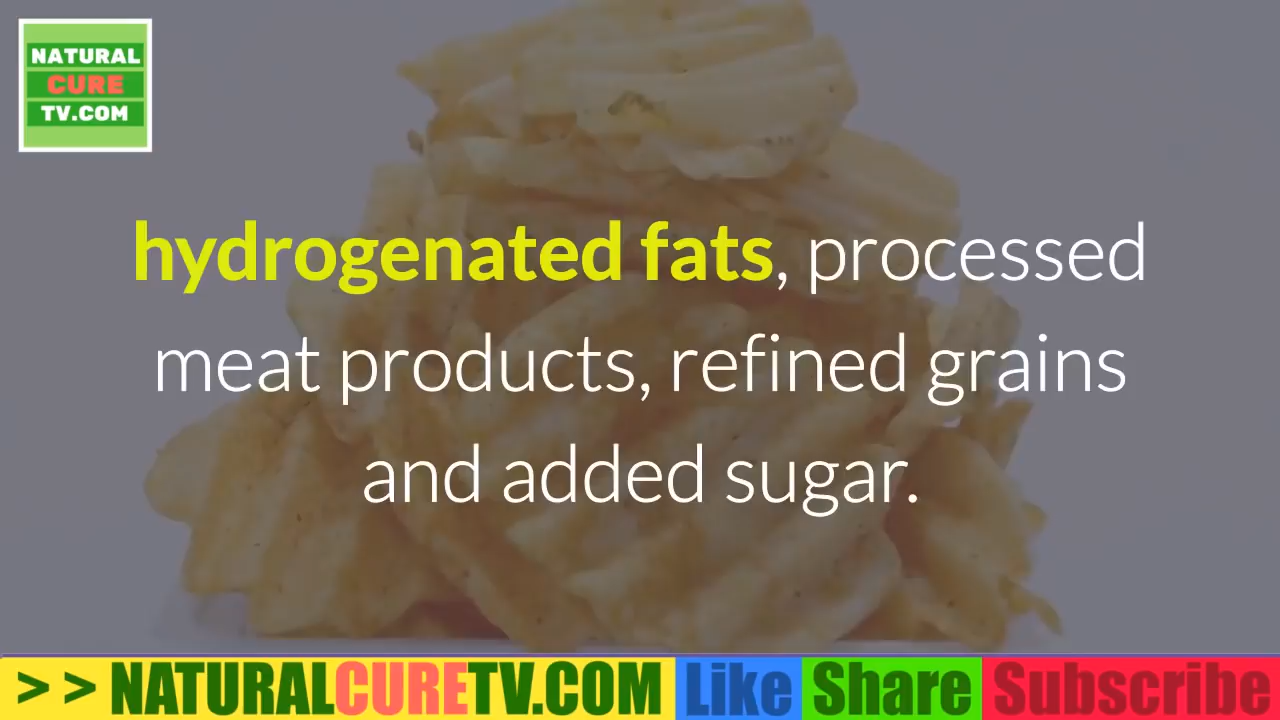 NATURAL
CURE
TV.COM
hydrogenated fats, processed
meat products, refined grains
and added sugar.
> > NATURALCURETV.COM Like Share Subscribe